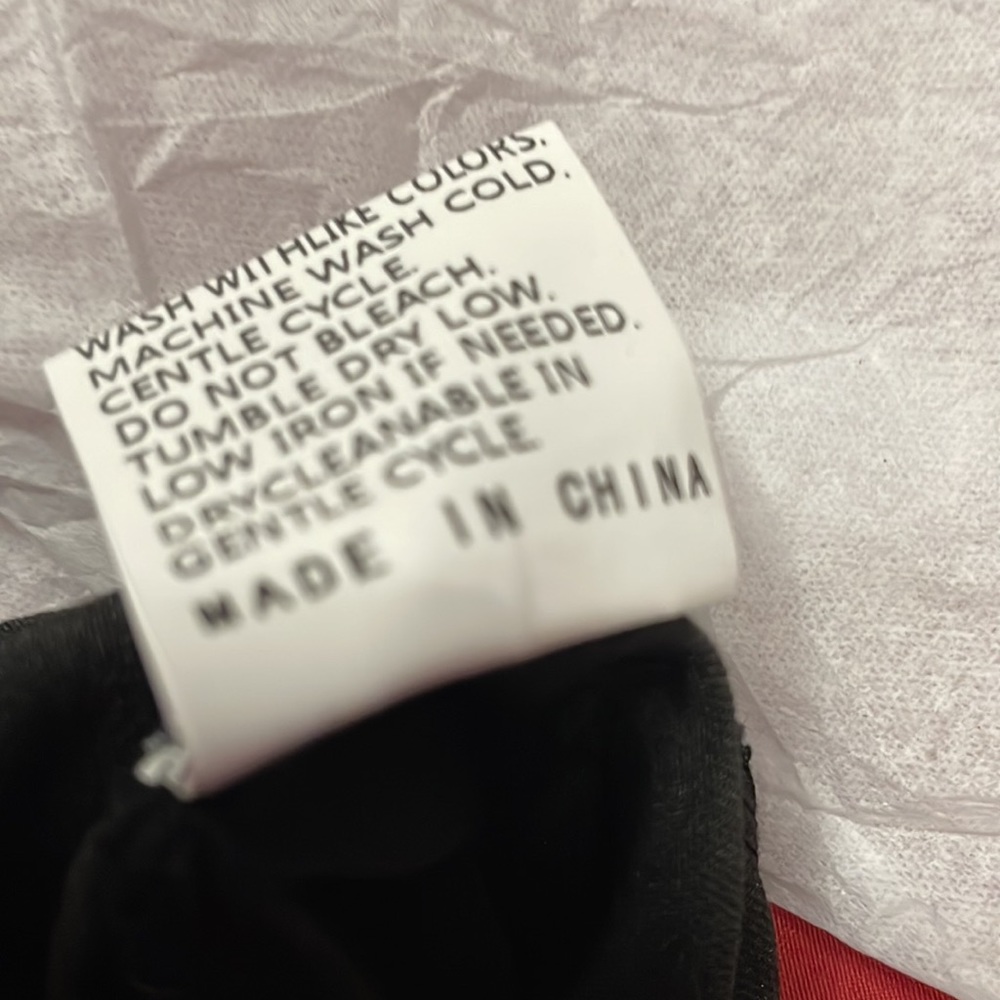 WASH WITHLIKE COLORS.
MACHINE WASH COLD.
CENTLE CYCLE.
DO NOT BLEACH.
TUMBLE DRY LOW.
LOW IRON IF NEEDED.
DRYCLEANABLE IN
GENTLE CYCLE
MADE IN CHINA